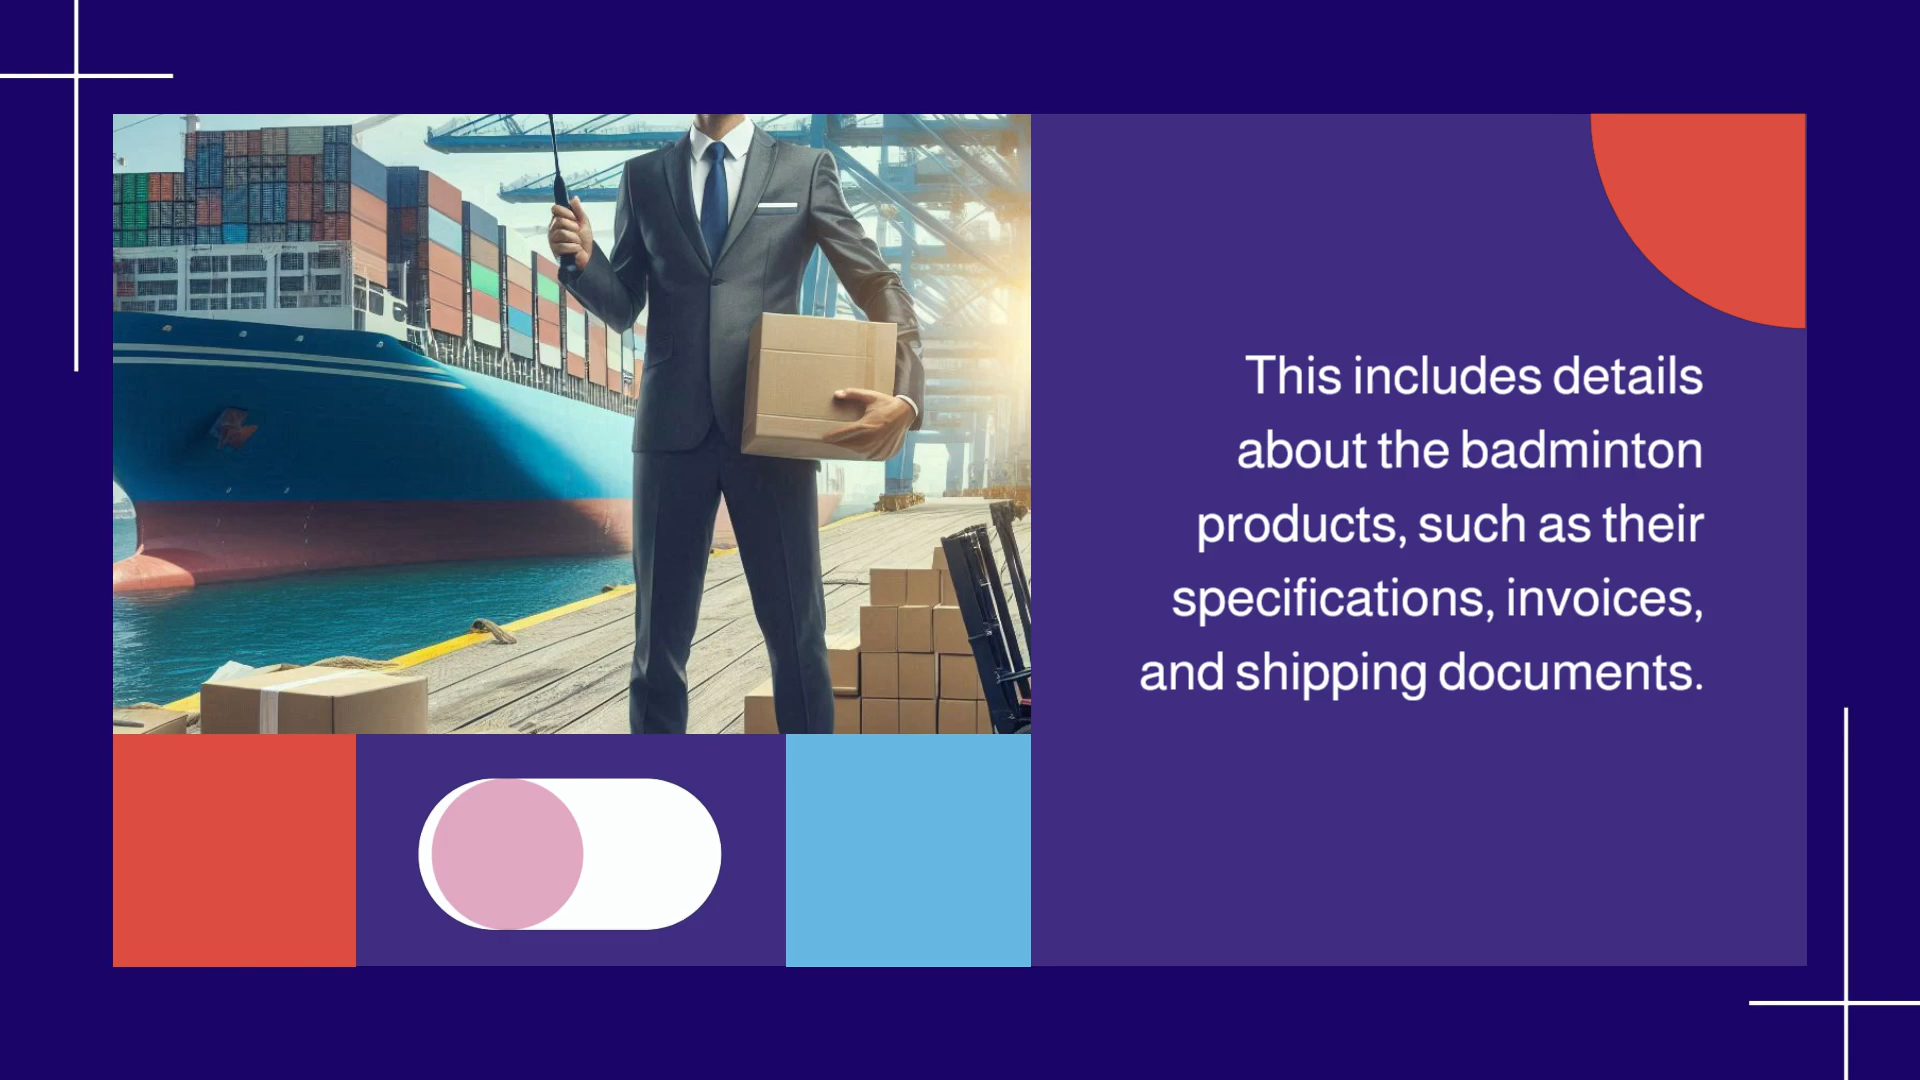 This includes details
about the badminton
products, such as their
specifications, invoices,
and shipping documents.